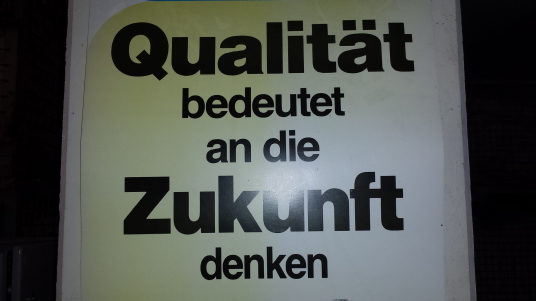 Qualität
bedeutet
an die
Zukunft
denken